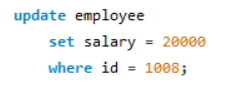 update employee
set salary = 20000
where id = 1008;